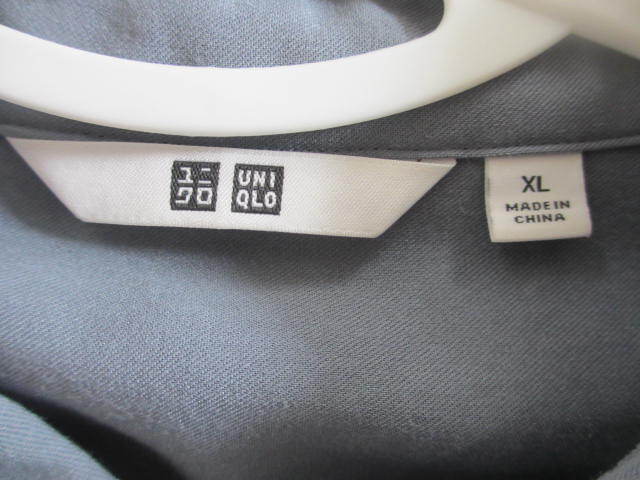 ユニ
クロ
UNI
QLO
XL
MADE IN
CHINA